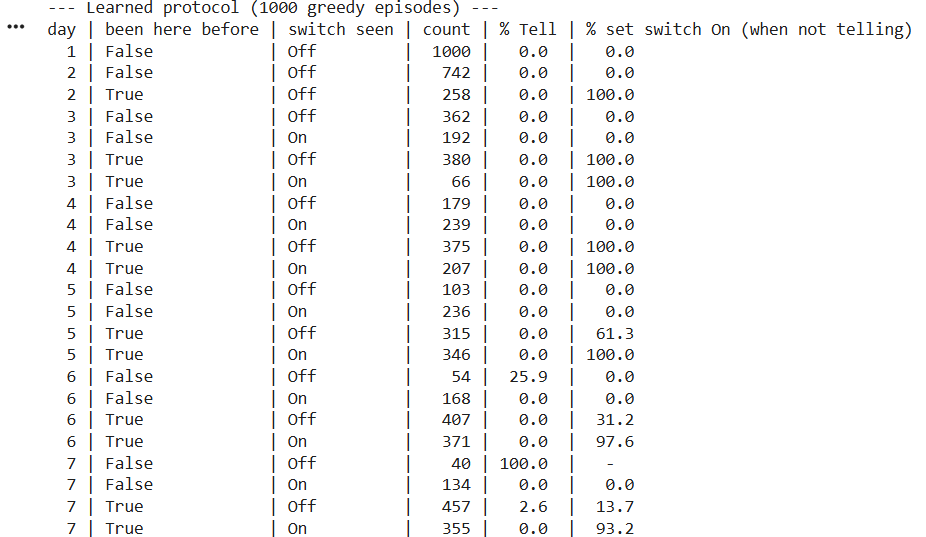 --- Learned protocol (1000 greedy episodes) ---
••• day | been here before | switch seen | count | % Tell | % set switch On (when not telling)
1 | False | Off | 1000 | 0.0 | 0.0
2 | False | Off | 742 | 0.0 | 0.0
2 | True | Off | 258 | 0.0 | 100.0
3 | False | Off | 362 | 0.0 | 0.0
3 | False | On | 192 | 0.0 | 0.0
3 | True | Off | 380 | 0.0 | 100.0
3 | True | On | 66 | 0.0 | 100.0
4 | False | Off | 179 | 0.0 | 0.0
4 | False | On | 239 | 0.0 | 0.0
4 | True | Off | 375 | 0.0 | 100.0
4 | True | On | 207 | 0.0 | 100.0
5 | False | Off | 103 | 0.0 | 0.0
5 | False | On | 236 | 0.0 | 0.0
5 | True | Off | 315 | 0.0 | 61.3
5 | True | On | 346 | 0.0 | 100.0
6 | False | Off | 54 | 25.9 | 0.0
6 | False | On | 168 | 0.0 | 0.0
6 | True | Off | 407 | 0.0 | 31.2
6 | True | On | 371 | 0.0 | 97.6
7 | False | Off | 40 | 100.0 | -
7 | False | On | 134 | 0.0 | 0.0
7 | True | Off | 457 | 2.6 | 13.7
7 | True | On | 355 | 0.0 | 93.2